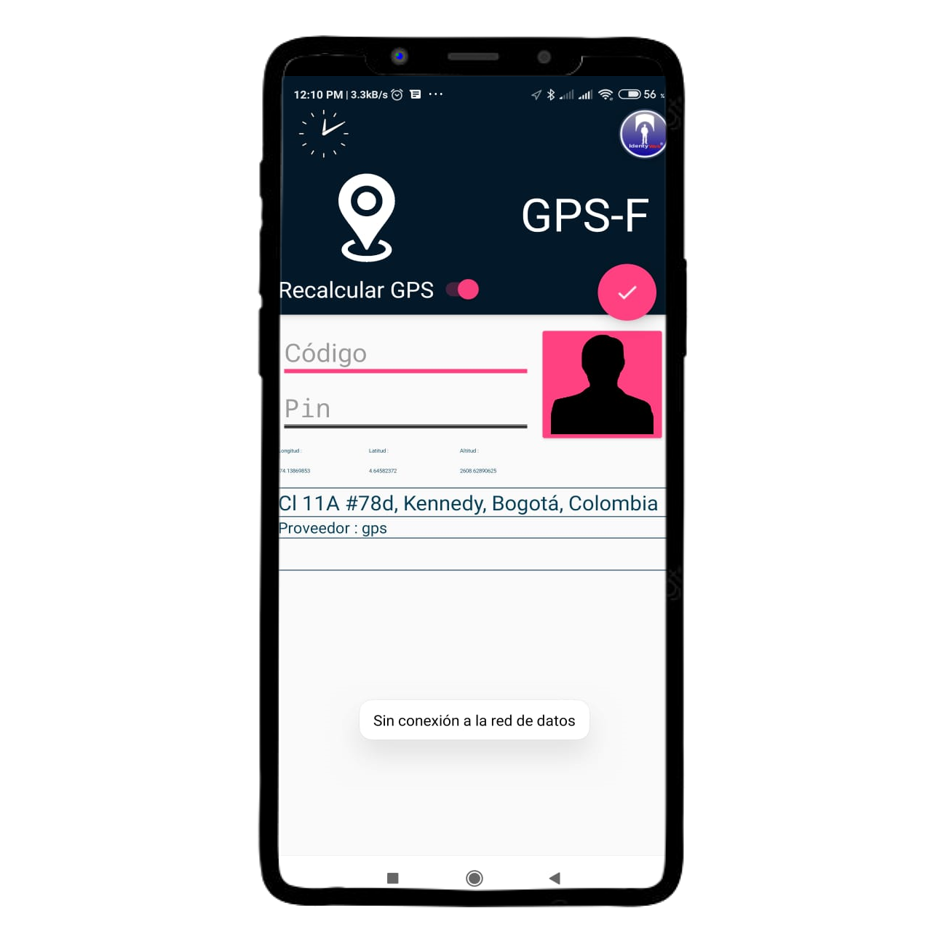 12:10 PM | 3.3kB/s ... 56
GPS-F
Recalcular GPS
Código
Pin
ongitud : Latitud : Altitud :
74.13869853 4.64582372 2608.62890625
Cl 11A #78d, Kennedy, Bogotá, Colombia
Proveedor : gps
Sin conexión a la red de datos